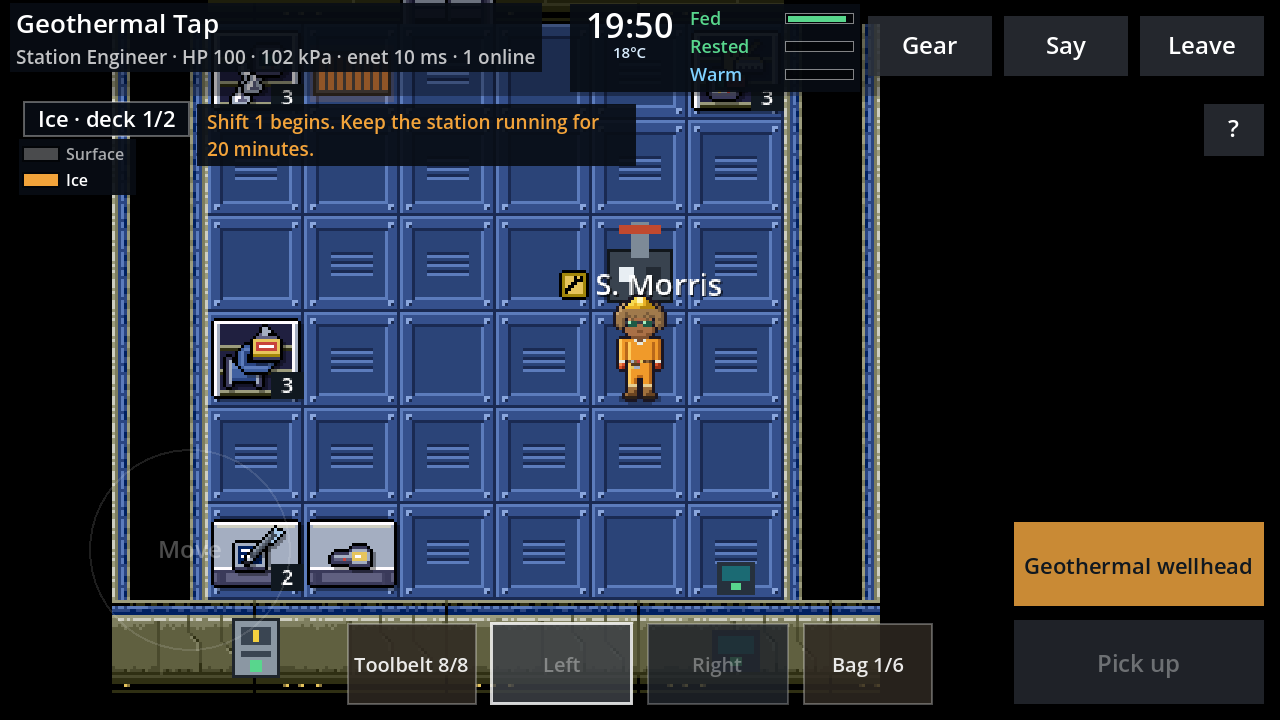 Geothermal Tap
Station Engineer · HP 100 · 102 kPa · enet 10 ms · 1 online
19:50
18°C
Fed
Rested
Warm
Gear
Say
Leave
?
Ice · deck 1/2
Surface
Ice
Shift 1 begins. Keep the station running for
20 minutes.
3
3
S. Morris
3
2
Move
Geothermal wellhead
Pick up
Toolbelt 8/8
Left
Right
Bag 1/6